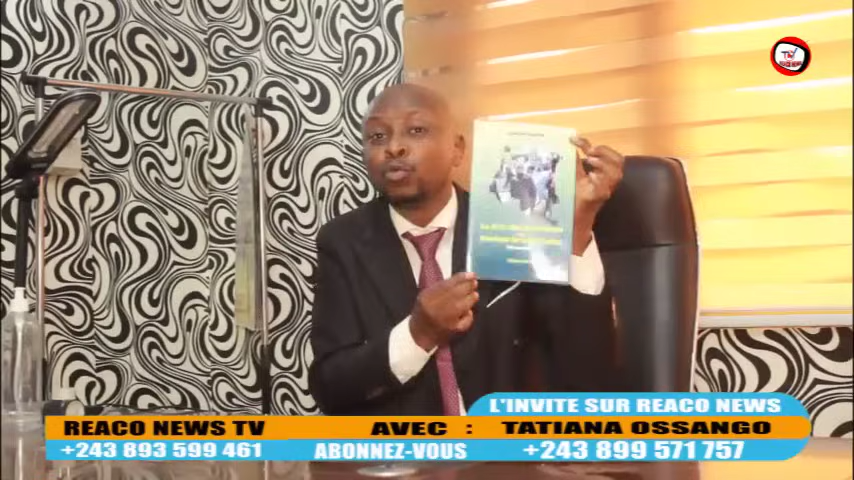 L'INVITE SUR REACO NEWS
REACO NEWS TV AVEC : TATIANA OSSANGO
+243 893 599 461 ABONNEZ-VOUS +243 899 571 757